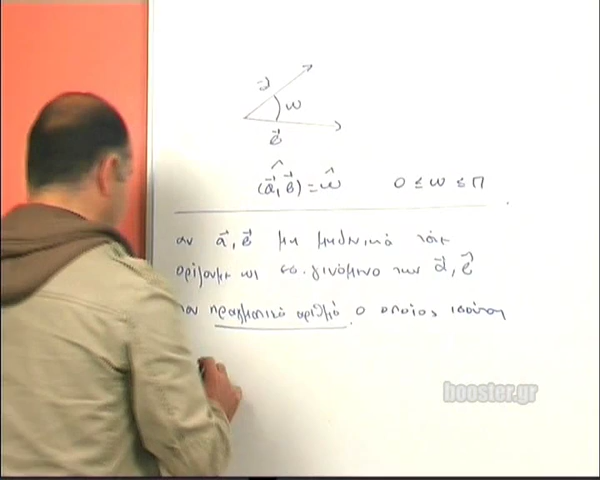 α⃗
ω
β⃗
(α⃗, β⃗) = ω̂ 0 ≤ ω ≤ π
αν α⃗, β⃗ μη μηδενικά τότε
ορίζουμε ως εσ. γινόμενο των α⃗, β⃗
τον πραγματικό αριθμό ο οποίος ισούται
booster.gr